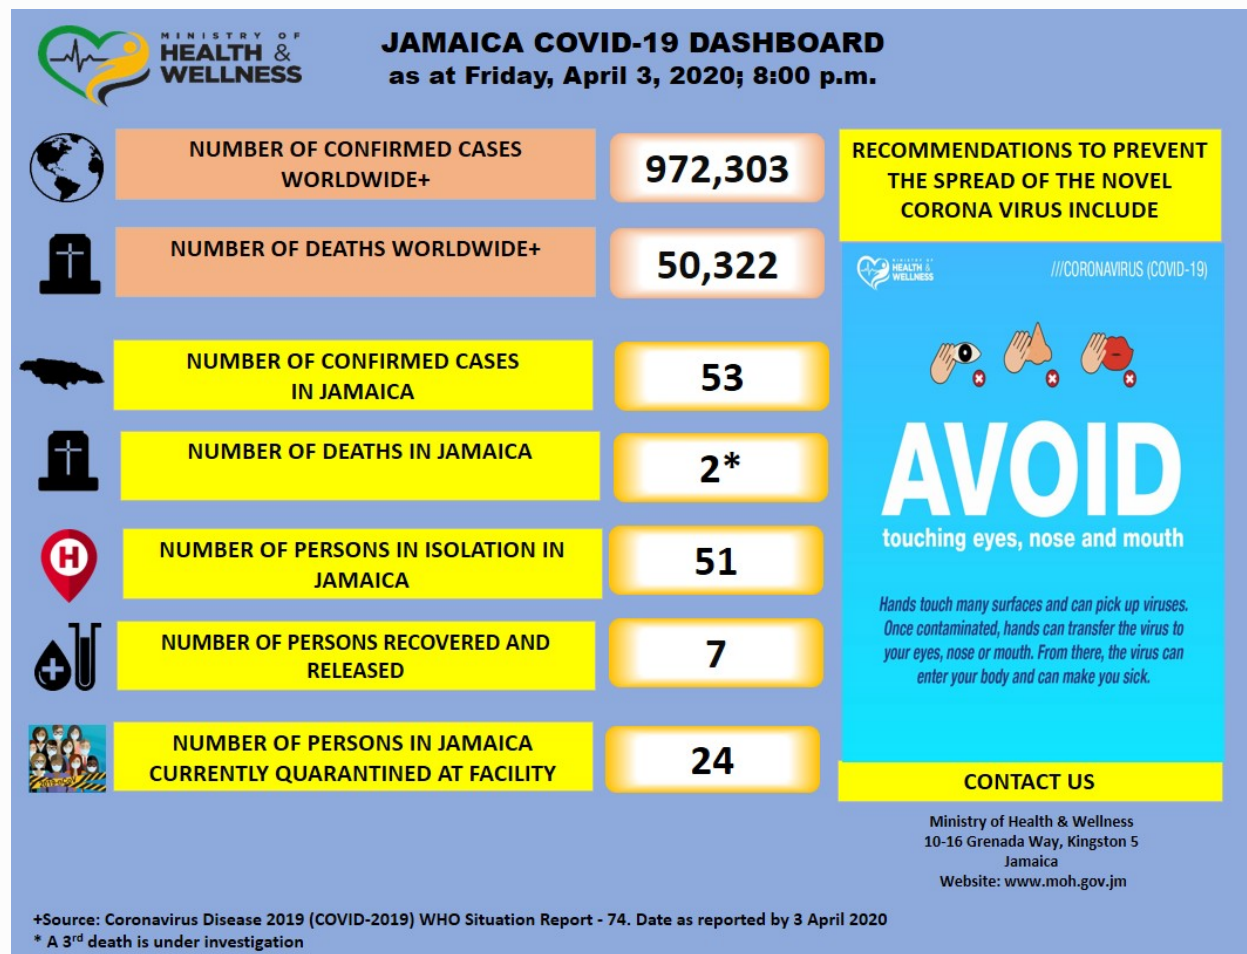 MINISTRY OF
HEALTH &
WELLNESS
JAMAICA COVID-19 DASHBOARD
as at Friday, April 3, 2020; 8:00 p.m.
NUMBER OF CONFIRMED CASES
WORLDWIDE+
972,303
NUMBER OF DEATHS WORLDWIDE+
50,322
NUMBER OF CONFIRMED CASES
IN JAMAICA
53
NUMBER OF DEATHS IN JAMAICA
2*
H
NUMBER OF PERSONS IN ISOLATION IN
JAMAICA
51
NUMBER OF PERSONS RECOVERED AND
RELEASED
7
2019-nCoV
NUMBER OF PERSONS IN JAMAICA
CURRENTLY QUARANTINED AT FACILITY
24
RECOMMENDATIONS TO PREVENT
THE SPREAD OF THE NOVEL
CORONA VIRUS INCLUDE
MINISTRY OF
HEALTH &
WELLNESS
///CORONAVIRUS (COVID-19)
AVOID
touching eyes, nose and mouth
Hands touch many surfaces and can pick up viruses.
Once contaminated, hands can transfer the virus to
your eyes, nose or mouth. From there, the virus can
enter your body and can make you sick.
CONTACT US
Ministry of Health & Wellness
10-16 Grenada Way, Kingston 5
Jamaica
Website: www.moh.gov.jm
+Source: Coronavirus Disease 2019 (COVID-2019) WHO Situation Report - 74. Date as reported by 3 April 2020
* A 3rd death is under investigation